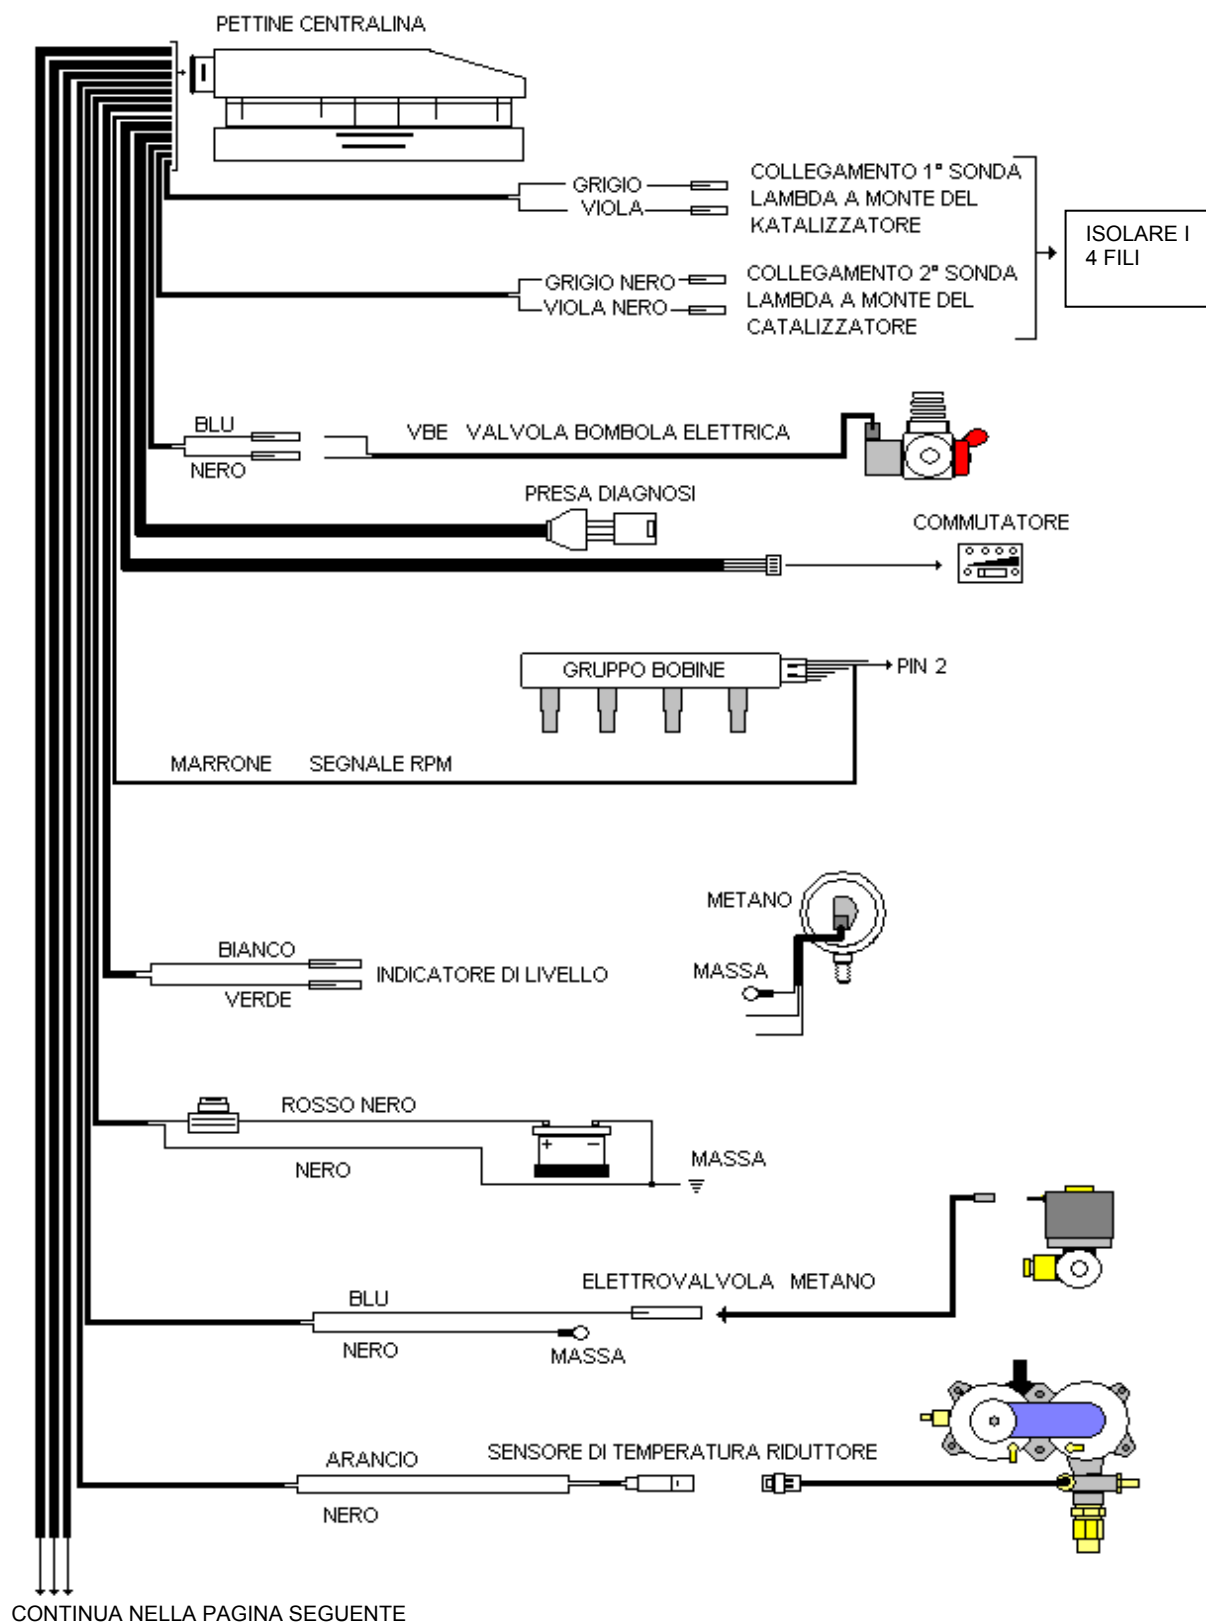 PETTINE CENTRALINA
GRIGIO
VIOLA
COLLEGAMENTO 1° SONDA
LAMBDA A MONTE DEL
KATALIZZATORE
ISOLARE I
4 FILI
GRIGIO NERO
VIOLA NERO
COLLEGAMENTO 2° SONDA
LAMBDA A MONTE DEL
CATALIZZATORE
BLU
NERO
VBE VALVOLA BOMBOLA ELETTRICA
PRESA DIAGNOSI
COMMUTATORE
GRUPPO BOBINE
PIN 2
MARRONE SEGNALE RPM
METANO
BIANCO
VERDE
INDICATORE DI LIVELLO
MASSA
ROSSO NERO
NERO
+ −
MASSA
ELETTROVALVOLA METANO
BLU
NERO
MASSA
SENSORE DI TEMPERATURA RIDUTTORE
ARANCIO
NERO
CONTINUA NELLA PAGINA SEGUENTE